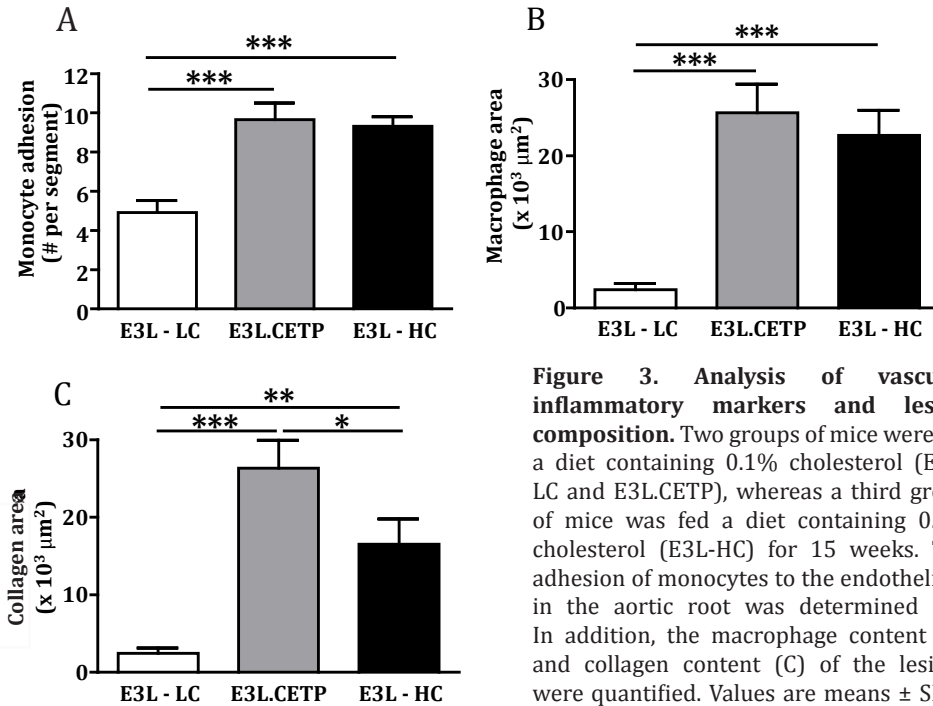 A
***
***
Monocyte adhesion
(# per segment)
12
10
8
6
4
2
0
E3L - LC E3L.CETP E3L - HC
B
***
***
Macrophage area
(x 10³ µm²)
30
20
10
0
E3L - LC E3L.CETP E3L - HC
C
**
*** *
Collagen area
(x 10³ µm²)
30
20
10
0
E3L - LC E3L.CETP E3L - HC
Figure 3. Analysis of vascu
inflammatory markers and les
composition. Two groups of mice were
a diet containing 0.1% cholesterol (E
LC and E3L.CETP), whereas a third gr
of mice was fed a diet containing 0.
cholesterol (E3L-HC) for 15 weeks.
adhesion of monocytes to the endotheli
in the aortic root was determined
In addition, the macrophage content
and collagen content (C) of the lesi
were quantified. Values are means ± S